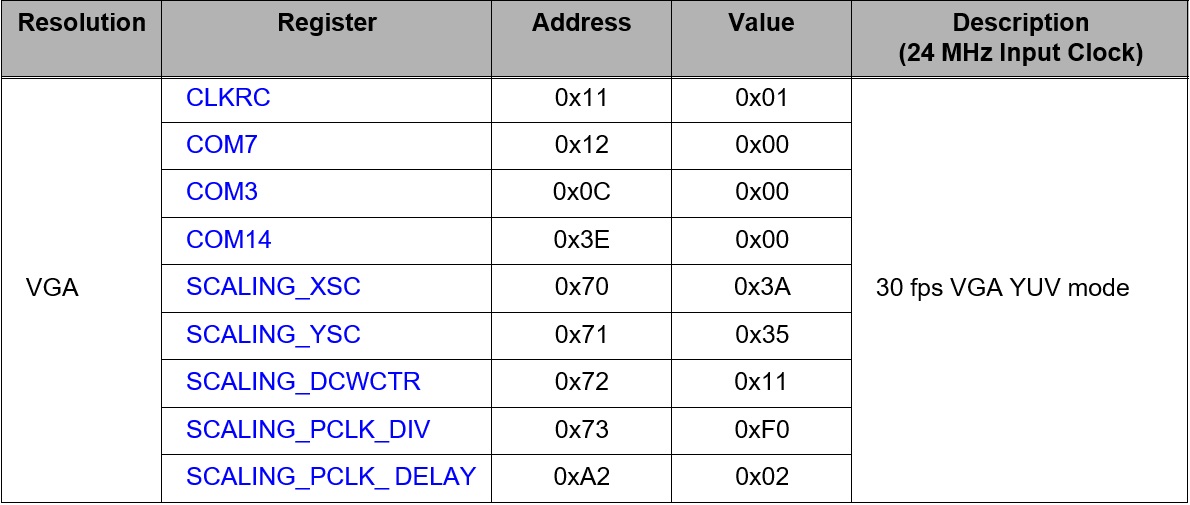 Resolution Register Address Value Description
(24 MHz Input Clock)
CLKRC 0x11 0x01
COM7 0x12 0x00
COM3 0x0C 0x00
COM14 0x3E 0x00
VGA SCALING_XSC 0x70 0x3A 30 fps VGA YUV mode
SCALING_YSC 0x71 0x35
SCALING_DCWCTR 0x72 0x11
SCALING_PCLK_DIV 0x73 0xF0
SCALING_PCLK_ DELAY 0xA2 0x02